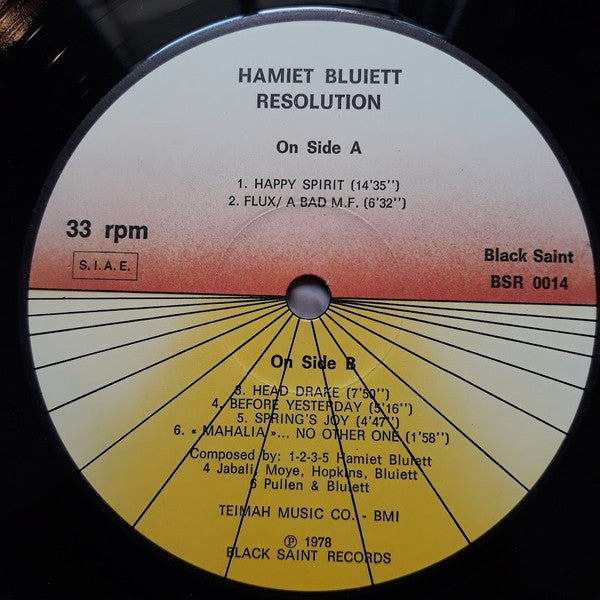 HAMIET BLUIETT
RESOLUTION
On Side A
1. HAPPY SPIRIT (14'35'')
2. FLUX/ A BAD M.F. (6'32'')
33 rpm
S.I.A.E.
Black Saint
BSR 0014
On Side B
3. HEAD DRAKE (7'50'')
4. BEFORE YESTERDAY (5'16'')
5. SPRING'S JOY (4'47'')
6. « MAHALIA »... NO OTHER ONE (1'58'')
Composed by: 1-2-3-5 Hamiet Bluiett
4 Jabali, Moye, Hopkins, Bluiett
6 Pullen & Bluiett
TEIMAH MUSIC CO. - BMI
℗ 1978
BLACK SAINT RECORDS